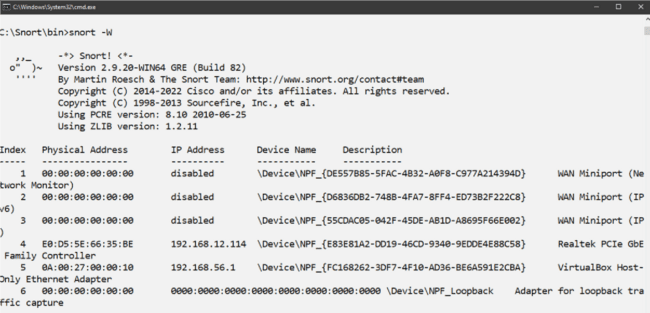 C:\Windows\System32\cmd.exe
C:\Snort\bin>snort -W
,,_ -*> Snort! <*-
o" )~ Version 2.9.20-WIN64 GRE (Build 82)
'''' By Martin Roesch & The Snort Team: http://www.snort.org/contact#team
Copyright (C) 2014-2022 Cisco and/or its affiliates. All rights reserved.
Copyright (C) 1998-2013 Sourcefire, Inc., et al.
Using PCRE version: 8.10 2010-06-25
Using ZLIB version: 1.2.11
Index Physical Address IP Address Device Name Description
----- ---------------- ---------- ----------- -----------
1 00:00:00:00:00:00 disabled \Device\NPF_{DE557B85-5FAC-4B32-A0F8-C977A214394D} WAN Miniport (Ne
twork Monitor)
2 00:00:00:00:00:00 disabled \Device\NPF_{D6836DB2-748B-4FA7-8FF4-ED73B2F222C8} WAN Miniport (IP
v6)
3 00:00:00:00:00:00 disabled \Device\NPF_{55CDAC05-042F-45DE-AB1D-A8695F66E002} WAN Miniport (IP
)
4 E0:D5:5E:66:35:BE 192.168.12.114 \Device\NPF_{E83E81A2-DD19-46CD-9340-9EDDE4E88C58} Realtek PCIe GbE
Family Controller
5 0A:00:27:00:00:10 192.168.56.1 \Device\NPF_{FC168262-3DF7-4F10-AD36-BE6A591E2CBA} VirtualBox Host-
Only Ethernet Adapter
6 00:00:00:00:00:00 0000:0000:0000:0000:0000:0000:0000:0000 \Device\NPF_Loopback Adapter for loopback tra
ffic capture